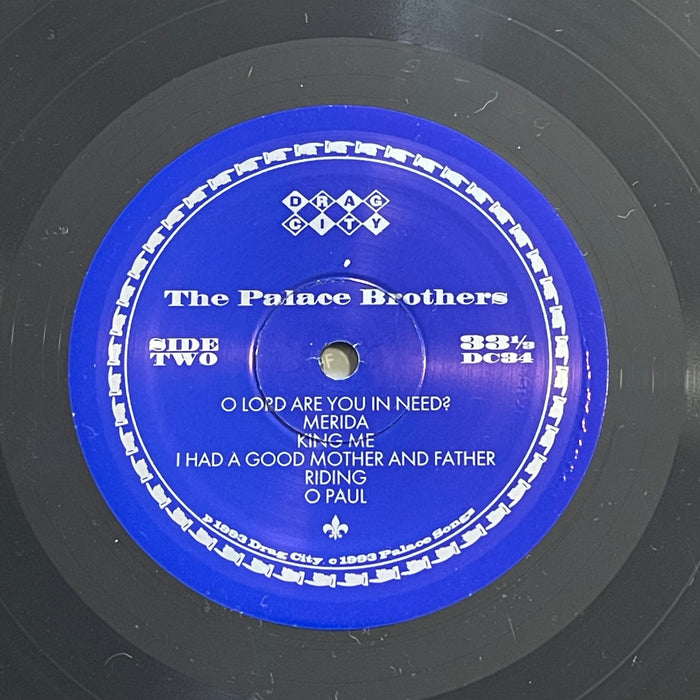 DRAG
CITY
The Palace Brothers
SIDE
TWO
33⅓
DC34
O LORD ARE YOU IN NEED?
MERIDA
KING ME
I HAD A GOOD MOTHER AND FATHER
RIDING
O PAUL
p 1993 Drag City c 1993 Palace Songs